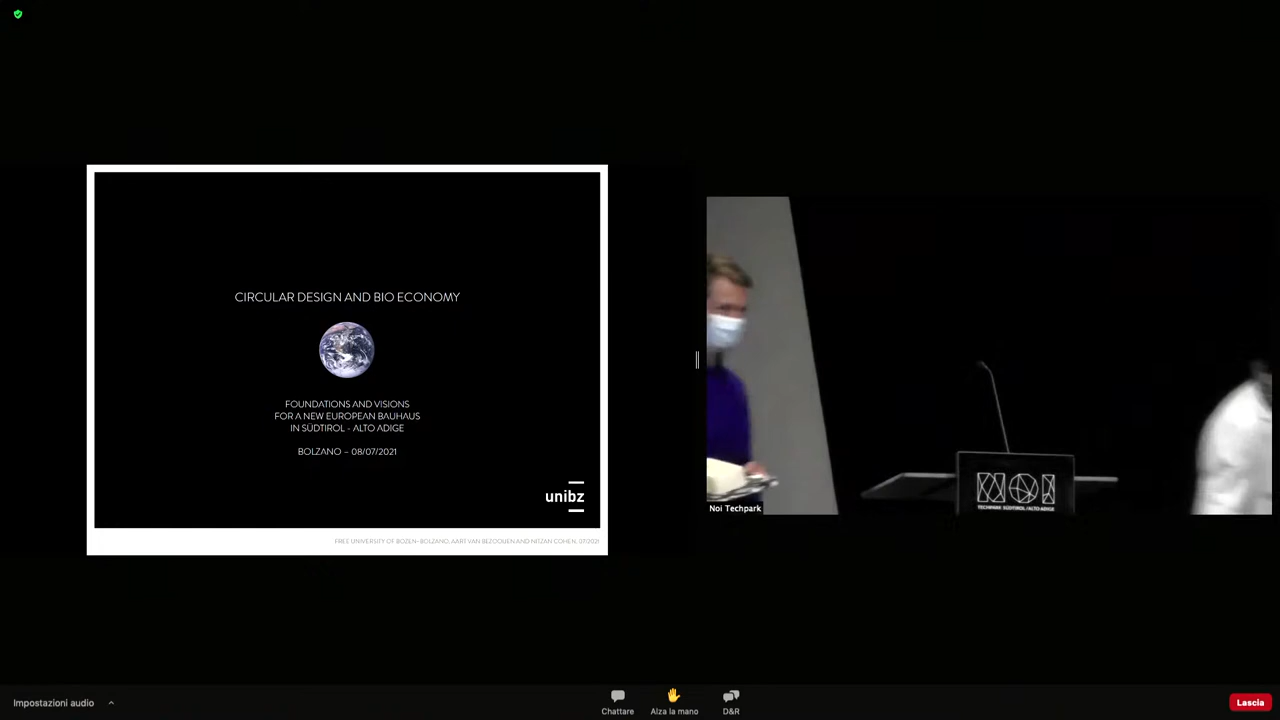 CIRCULAR DESIGN AND BIO ECONOMY
FOUNDATIONS AND VISIONS
FOR A NEW EUROPEAN BAUHAUS
IN SÜDTIROL - ALTO ADIGE
BOLZANO – 08/07/2021
unibz
FREE UNIVERSITY OF BOZEN-BOLZANO, AART VAN BEZOOIJEN AND NITZAN COHEN, 07/2021
NOI
TECHPARK SÜDTIROL / ALTO ADIGE
Noi Techpark
Impostazioni audio
Chattare
Alza la mano
D&R
Lascia